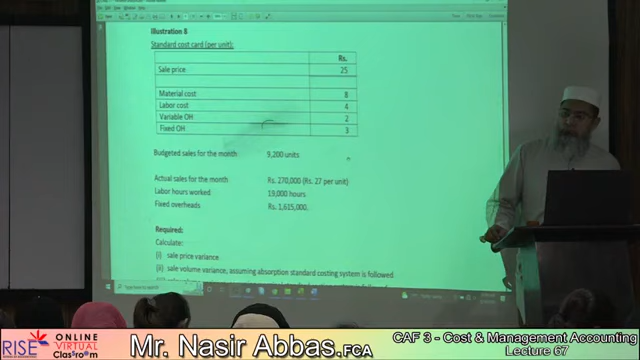 Illustration 8
Standard cost card (per unit):
Rs.
Sale price 25
Material cost 8
Labor cost 4
Variable OH 2
Fixed OH 3
Budgeted sales for the month 9,200 units
Actual sales for the month Rs. 270,000 (Rs. 27 per unit)
Labor hours worked 19,000 hours
Fixed overheads Rs. 1,615,000.
Required:
Calculate:
(i) sale price variance
(ii) sale volume variance, assuming absorption standard costing system is followed
RISE ONLINE VIRTUAL Classroom
Mr. Nasir Abbas.FCA
CAF 3 - Cost & Management Accounting
Lecture 67